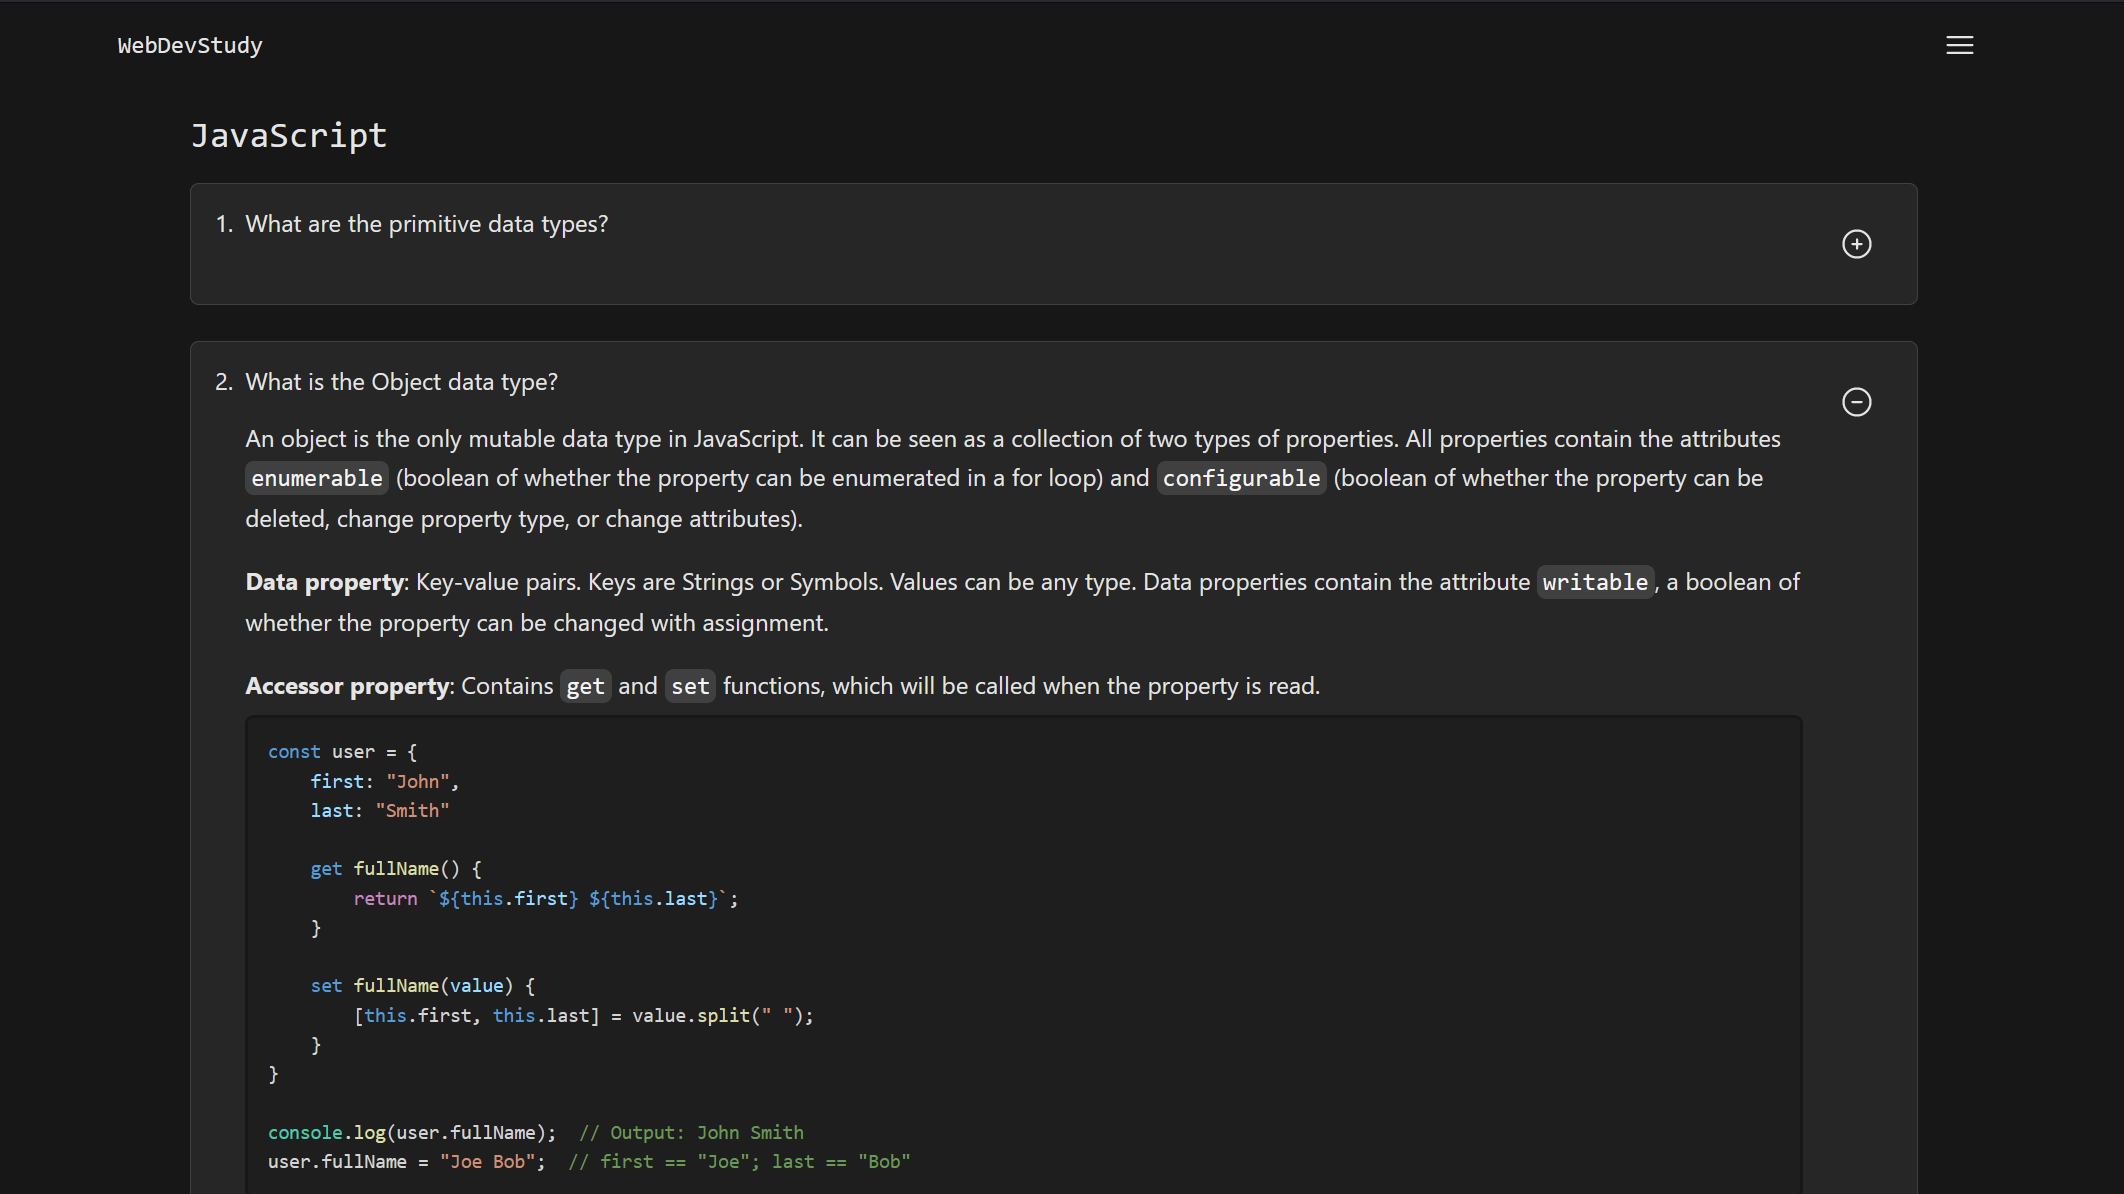 WebDevStudy
JavaScript
1. What are the primitive data types?
2. What is the Object data type?
An object is the only mutable data type in JavaScript. It can be seen as a collection of two types of properties. All properties contain the attributes
enumerable (boolean of whether the property can be enumerated in a for loop) and configurable (boolean of whether the property can be
deleted, change property type, or change attributes).
Data property: Key-value pairs. Keys are Strings or Symbols. Values can be any type. Data properties contain the attribute writable, a boolean of
whether the property can be changed with assignment.
Accessor property: Contains get and set functions, which will be called when the property is read.
const user = {
    first: "John",
    last: "Smith"
    get fullName() {
        return `${this.first} ${this.last}`;
    }
    set fullName(value) {
        [this.first, this.last] = value.split(" ");
    }
}
console.log(user.fullName);  // Output: John Smith
user.fullName = "Joe Bob";  // first == "Joe"; last == "Bob"